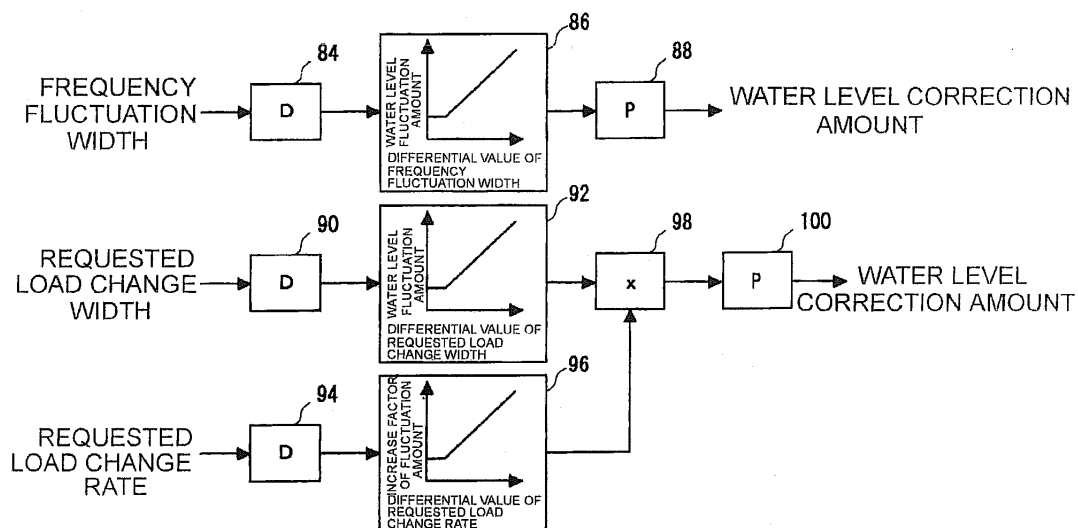 86
84
88
FREQUENCY
FLUCTUATION
WIDTH
D
WATER LEVEL
FLUCTUATION
AMOUNT
DIFFERENTIAL VALUE OF
FREQUENCY
FLUCTUATION WIDTH
P
WATER LEVEL CORRECTION
AMOUNT
92
90
98
100
REQUESTED
LOAD CHANGE
WIDTH
D
WATER LEVEL
FLUCTUATION
AMOUNT
DIFFERENTIAL VALUE OF
REQUESTED LOAD
CHANGE WIDTH
x
P
WATER LEVEL
CORRECTION AMOUNT
96
94
REQUESTED
LOAD CHANGE
RATE
D
INCREASE FACTOR
OF FLUCTUATION
AMOUNT
DIFFERENTIAL VALUE OF
REQUESTED LOAD
CHANGE RATE